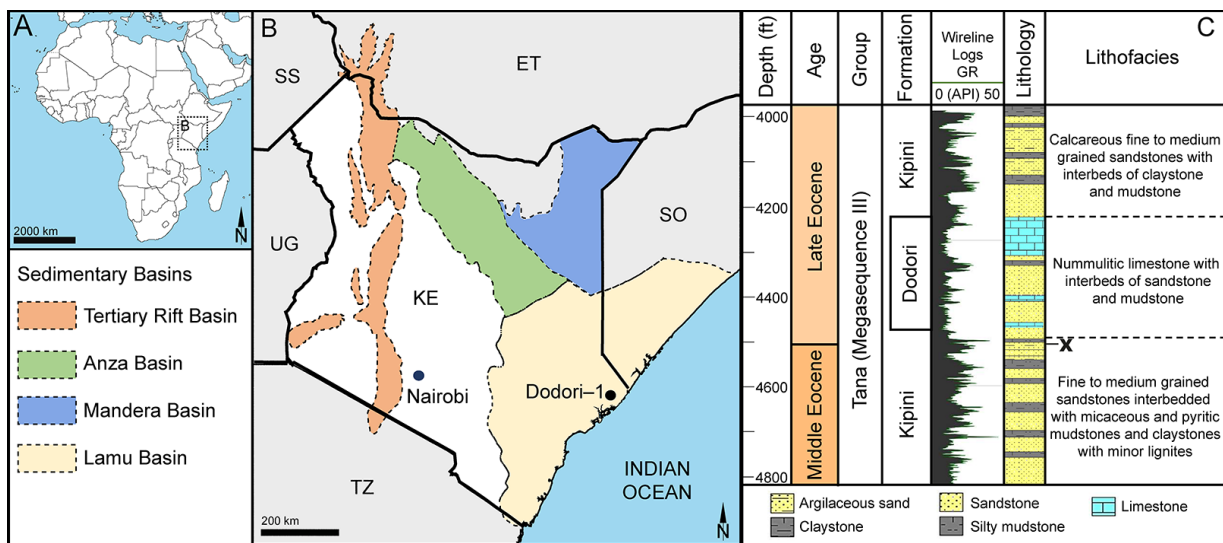 A
B
2000 km
N
Sedimentary Basins
Tertiary Rift Basin
Anza Basin
Mandera Basin
Lamu Basin
B
SS
ET
UG
SO
KE
Nairobi
Dodori–1
TZ
INDIAN
OCEAN
200 km
N
C
Depth (ft)
Age
Group
Formation
Wireline
Logs
GR
0 (API) 50
Lithology
Lithofacies
4000
4200
4400
4600
4800
Late Eocene
Middle Eocene
Tana (Megasequence III)
Kipini
Dodori
Kipini
Calcareous fine to medium
grained sandstones with
interbeds of claystone
and mudstone
Nummulitic limestone with
interbeds of sandstone
and mudstone
X
Fine to medium grained
sandstones interbedded
with micaceous and pyritic
mudstones and claystones
with minor lignites
Argilaceous sand
Sandstone
Limestone
Claystone
Silty mudstone